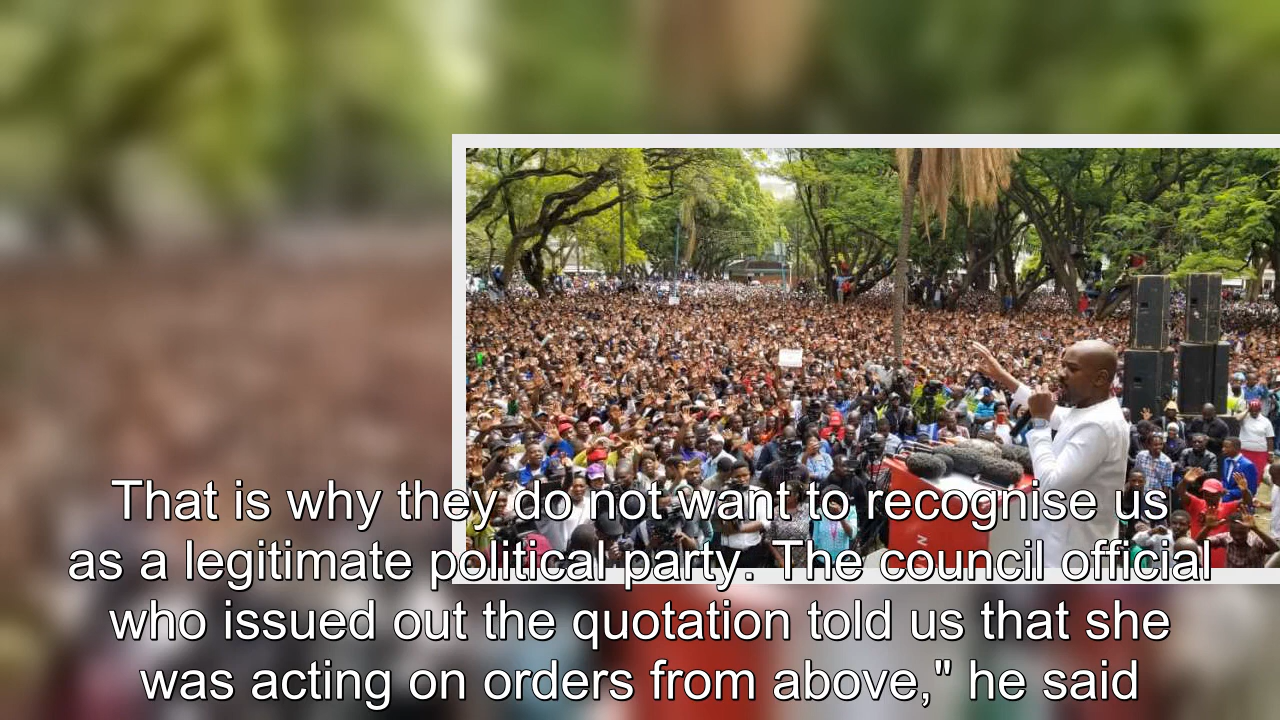 That is why they do not want to recognise us
as a legitimate political party. The council official
who issued out the quotation told us that she
was acting on orders from above," he said